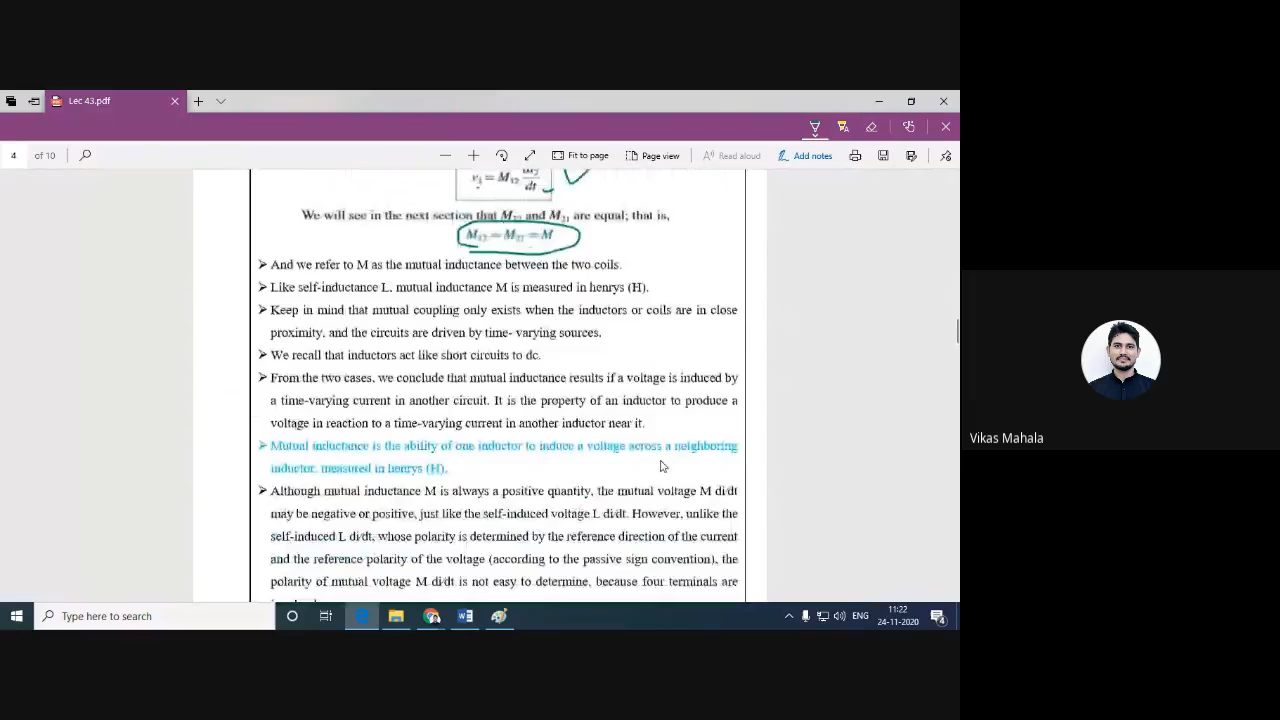 Lec 43.pdf
4 of 10
Fit to page
Page view
Read aloud
Add notes
v₁ = M₁₂ di₂
dt
We will see in the next section that M₁₂ and M₂₁ are equal; that is,
M₁₂ = M₂₁ = M
➢ And we refer to M as the mutual inductance between the two coils.
➢ Like self-inductance L, mutual inductance M is measured in henrys (H).
➢ Keep in mind that mutual coupling only exists when the inductors or coils are in close
proximity, and the circuits are driven by time- varying sources.
➢ We recall that inductors act like short circuits to dc.
➢ From the two cases, we conclude that mutual inductance results if a voltage is induced by
a time-varying current in another circuit. It is the property of an inductor to produce a
voltage in reaction to a time-varying current in another inductor near it.
➢ Mutual inductance is the ability of one inductor to induce a voltage across a neighboring
inductor, measured in henrys (H).
➢ Although mutual inductance M is always a positive quantity, the mutual voltage M di/dt
may be negative or positive, just like the self-induced voltage L di/dt. However, unlike the
self-induced L di/dt, whose polarity is determined by the reference direction of the current
and the reference polarity of the voltage (according to the passive sign convention), the
polarity of mutual voltage M di/dt is not easy to determine, because four terminals are
Vikas Mahala
Type here to search
ENG
11:22
24-11-2020
4